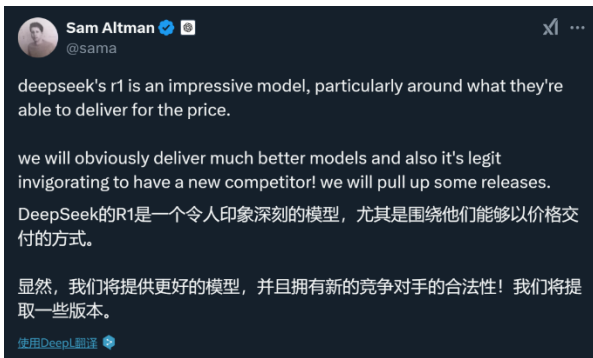 Sam Altman
@sama
deepseek's r1 is an impressive model, particularly around what they're
able to deliver for the price.
we will obviously deliver much better models and also it's legit
invigorating to have a new competitor! we will pull up some releases.
DeepSeek的R1是一个令人印象深刻的模型，尤其是围绕他们能够以价格交
付的方式。
显然，我们将提供更好的模型，并且拥有新的竞争对手的合法性！我们将提
取一些版本。
使用DeepL翻译